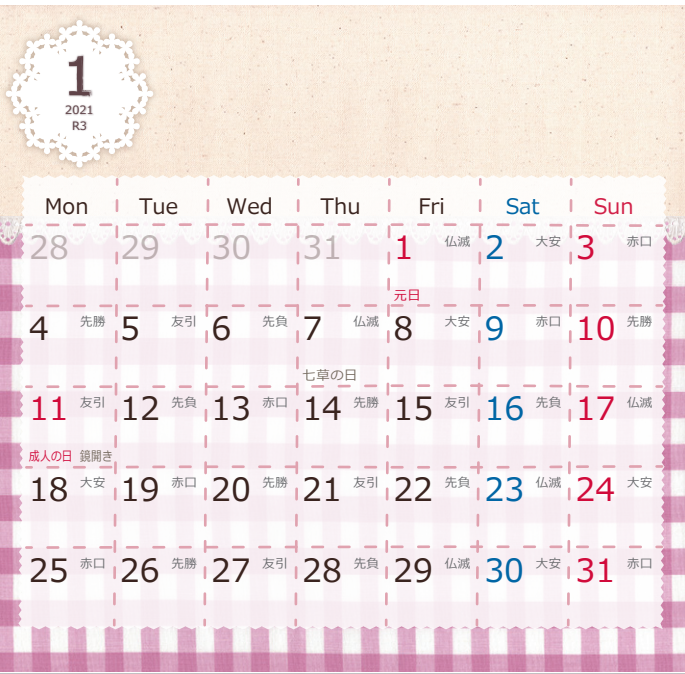 1
2021
R3
Mon Tue Wed Thu Fri Sat Sun
28 29 30 31 1 仏滅 2 大安 3 赤口
元日
4 先勝 5 友引 6 先負 7 仏滅 8 大安 9 赤口 10 先勝
七草の日
11 友引 12 先負 13 赤口 14 先勝 15 友引 16 先負 17 仏滅
成人の日 鏡開き
18 大安 19 赤口 20 先勝 21 友引 22 先負 23 仏滅 24 大安
25 赤口 26 先勝 27 友引 28 先負 29 仏滅 30 大安 31 赤口